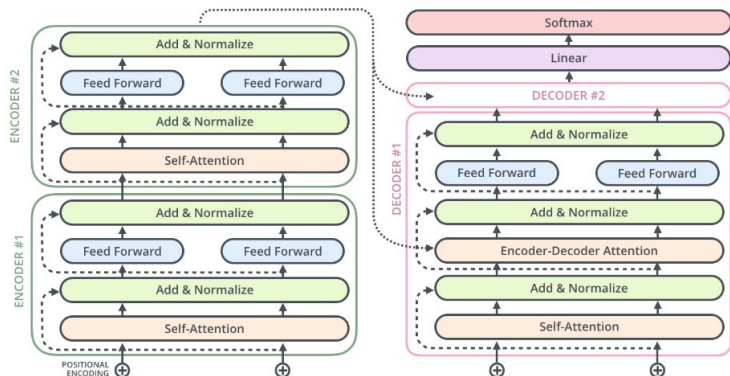 ENCODER #2
Add & Normalize
Feed Forward
Feed Forward
Add & Normalize
Self-Attention
ENCODER #1
Add & Normalize
Feed Forward
Feed Forward
Add & Normalize
Self-Attention
POSITIONAL
ENCODING
Softmax
Linear
DECODER #2
DECODER #1
Add & Normalize
Feed Forward
Feed Forward
Add & Normalize
Encoder-Decoder Attention
Add & Normalize
Self-Attention